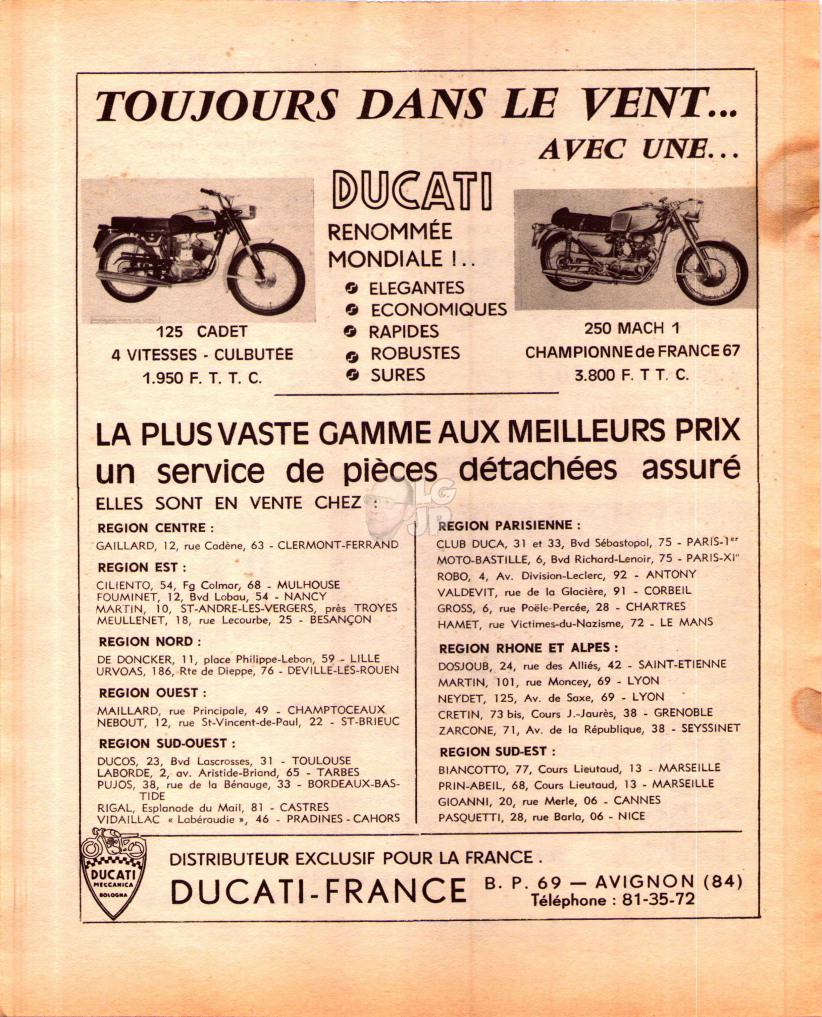 TOUJOURS DANS LE VENT...
AVEC UNE...
DUCATI
RENOMMÉE
MONDIALE !..
ELEGANTES
ECONOMIQUES
RAPIDES
ROBUSTES
SURES
125 CADET
4 VITESSES - CULBUTÉE
1.950 F. T. T. C.
250 MACH 1
CHAMPIONNE de FRANCE 67
3.800 F. T T. C.
LA PLUS VASTE GAMME AUX MEILLEURS PRIX
un service de pièces détachées assuré
ELLES SONT EN VENTE CHEZ :
REGION CENTRE :
GAILLARD, 12, rue Codène, 63 - CLERMONT-FERRAND
REGION EST :
CILIENTO, 54, Fg Colmar, 68 - MULHOUSE
FOUMINET, 12, Bvd Lobau, 54 - NANCY
MARTIN, 10, ST-ANDRE-LES-VERGERS, près TROYES
MEULLENET, 18, rue Lecourbe, 25 - BESANÇON
REGION NORD :
DE DONCKER, 11, place Philippe-Lebon, 59 - LILLE
URVOAS, 186, Rte de Dieppe, 76 - DEVILLE-LES-ROUEN
REGION OUEST :
MAILLARD, rue Principale, 49 - CHAMPTOCEAUX
NEBOUT, 12, rue St-Vincent-de-Paul, 22 - ST-BRIEUC
REGION SUD-OUEST :
DUCOS, 23, Bvd Lascrosses, 31 - TOULOUSE
LABORDE, 2, av. Aristide-Briand, 65 - TARBES
PUJOS, 38, rue de la Bénauge, 33 - BORDEAUX-BAS-
TIDE
RIGAL, Esplanade du Mail, 81 - CASTRES
VIDAILLAC « Labéraudie », 46 - PRADINES - CAHORS
REGION PARISIENNE :
CLUB DUCA, 31 et 33, Bvd Sébastopol, 75 - PARIS-1er
MOTO-BASTILLE, 6, Bvd Richard-Lenoir, 75 - PARIS-XI"
ROBO, 4, Av. Division-Leclerc, 92 - ANTONY
VALDEVIT, rue de la Glacière, 91 - CORBEIL
GROSS, 6, rue Poële-Percée, 28 - CHARTRES
HAMET, rue Victimes-du-Nazisme, 72 - LE MANS
REGION RHONE ET ALPES :
DOSJOUB, 24, rue des Alliés, 42 - SAINT-ETIENNE
MARTIN, 101, rue Moncey, 69 - LYON
NEYDET, 125, Av. de Saxe, 69 - LYON
CRETIN, 73 bis, Cours J.-Jaurès, 38 - GRENOBLE
ZARCONE, 71, Av. de la République, 38 - SEYSSINET
REGION SUD-EST :
BIANCOTTO, 77, Cours Lieutaud, 13 - MARSEILLE
PRIN-ABEIL, 68, Cours Lieutaud, 13 - MARSEILLE
GIOANNI, 20, rue Merle, 06 - CANNES
PASQUETTI, 28, rue Barla, 06 - NICE
LG
JP
DUCATI
MECCANICA
BOLOGNA
DISTRIBUTEUR EXCLUSIF POUR LA FRANCE .
DUCATI-FRANCE
B. P. 69 — AVIGNON (84)
Téléphone : 81-35-72